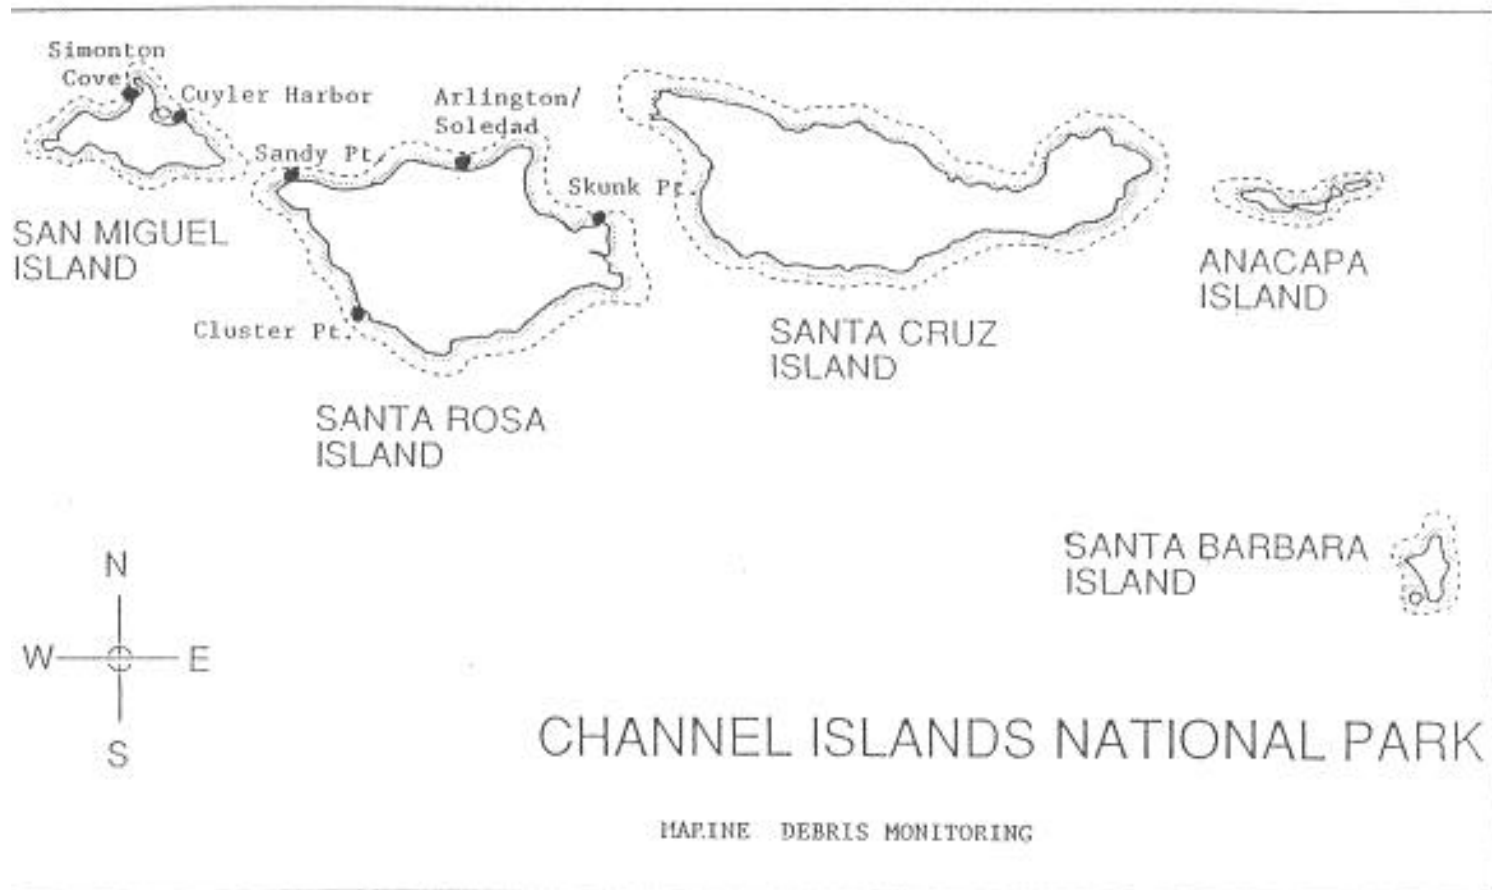 Simonton
Cove
Cuyler Harbor
Arlington/
Soledad
Sandy Pt.
Skunk Pt.
SAN MIGUEL
ISLAND
ANACAPA
ISLAND
Cluster Pt.
SANTA CRUZ
ISLAND
SANTA ROSA
ISLAND
SANTA BARBARA
ISLAND
N
W E
S
CHANNEL ISLANDS NATIONAL PARK
MARINE DEBRIS MONITORING